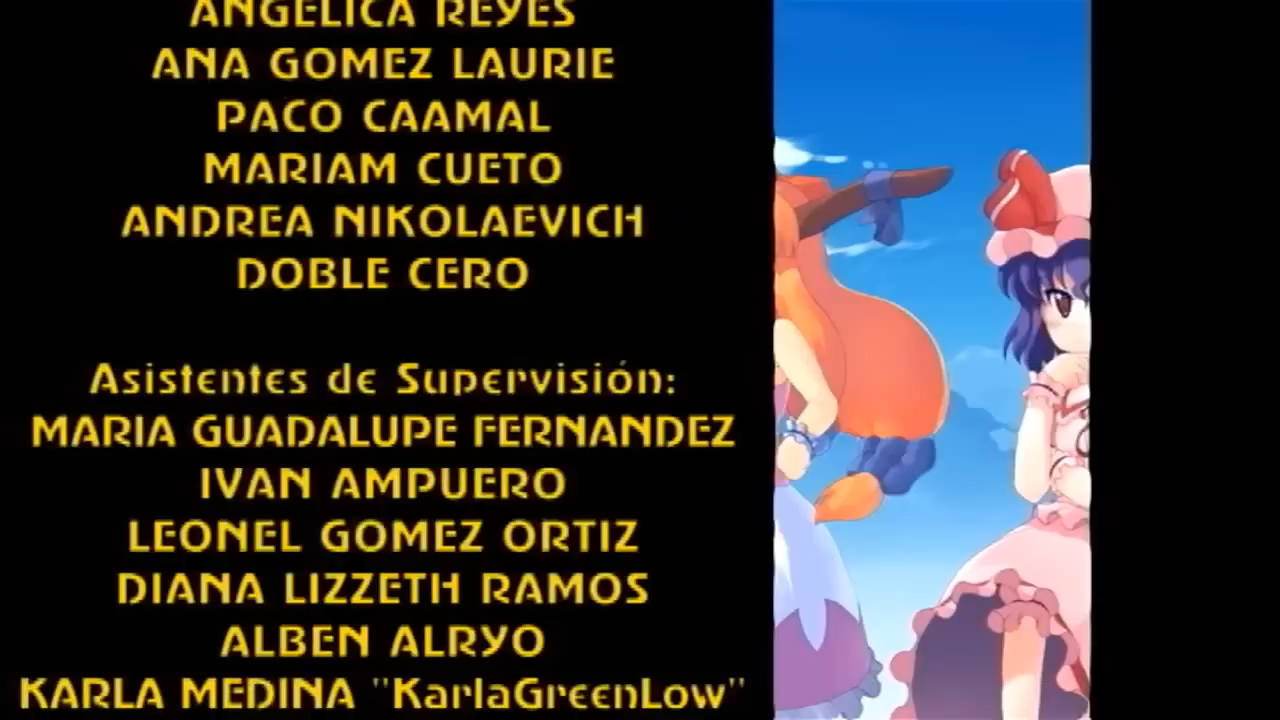 ANGELICA REYES
ANA GOMEZ LAURIE
PACO CAAMAL
MARIAM CUETO
ANDREA NIKOLAEVICH
DOBLE CERO
Asistentes de Supervisión:
MARIA GUADALUPE FERNANDEZ
IVAN AMPUERO
LEONEL GOMEZ ORTIZ
DIANA LIZZETH RAMOS
ALBEN ALRYO
KARLA MEDINA "KarlaGreenLow"